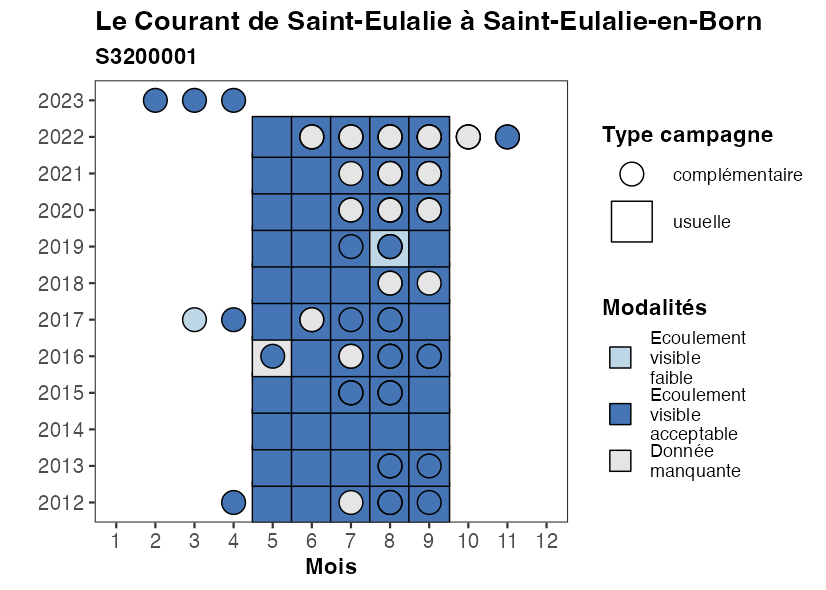 Le Courant de Saint-Eulalie à Saint-Eulalie-en-Born
S3200001
2023
2022
2021
2020
2019
2018
2017
2016
2015
2014
2013
2012
1 2 3 4 5 6 7 8 9 10 11 12
Mois
Type campagne
complémentaire
usuelle
Modalités
Ecoulement
visible
faible
Ecoulement
visible
acceptable
Donnée
manquante